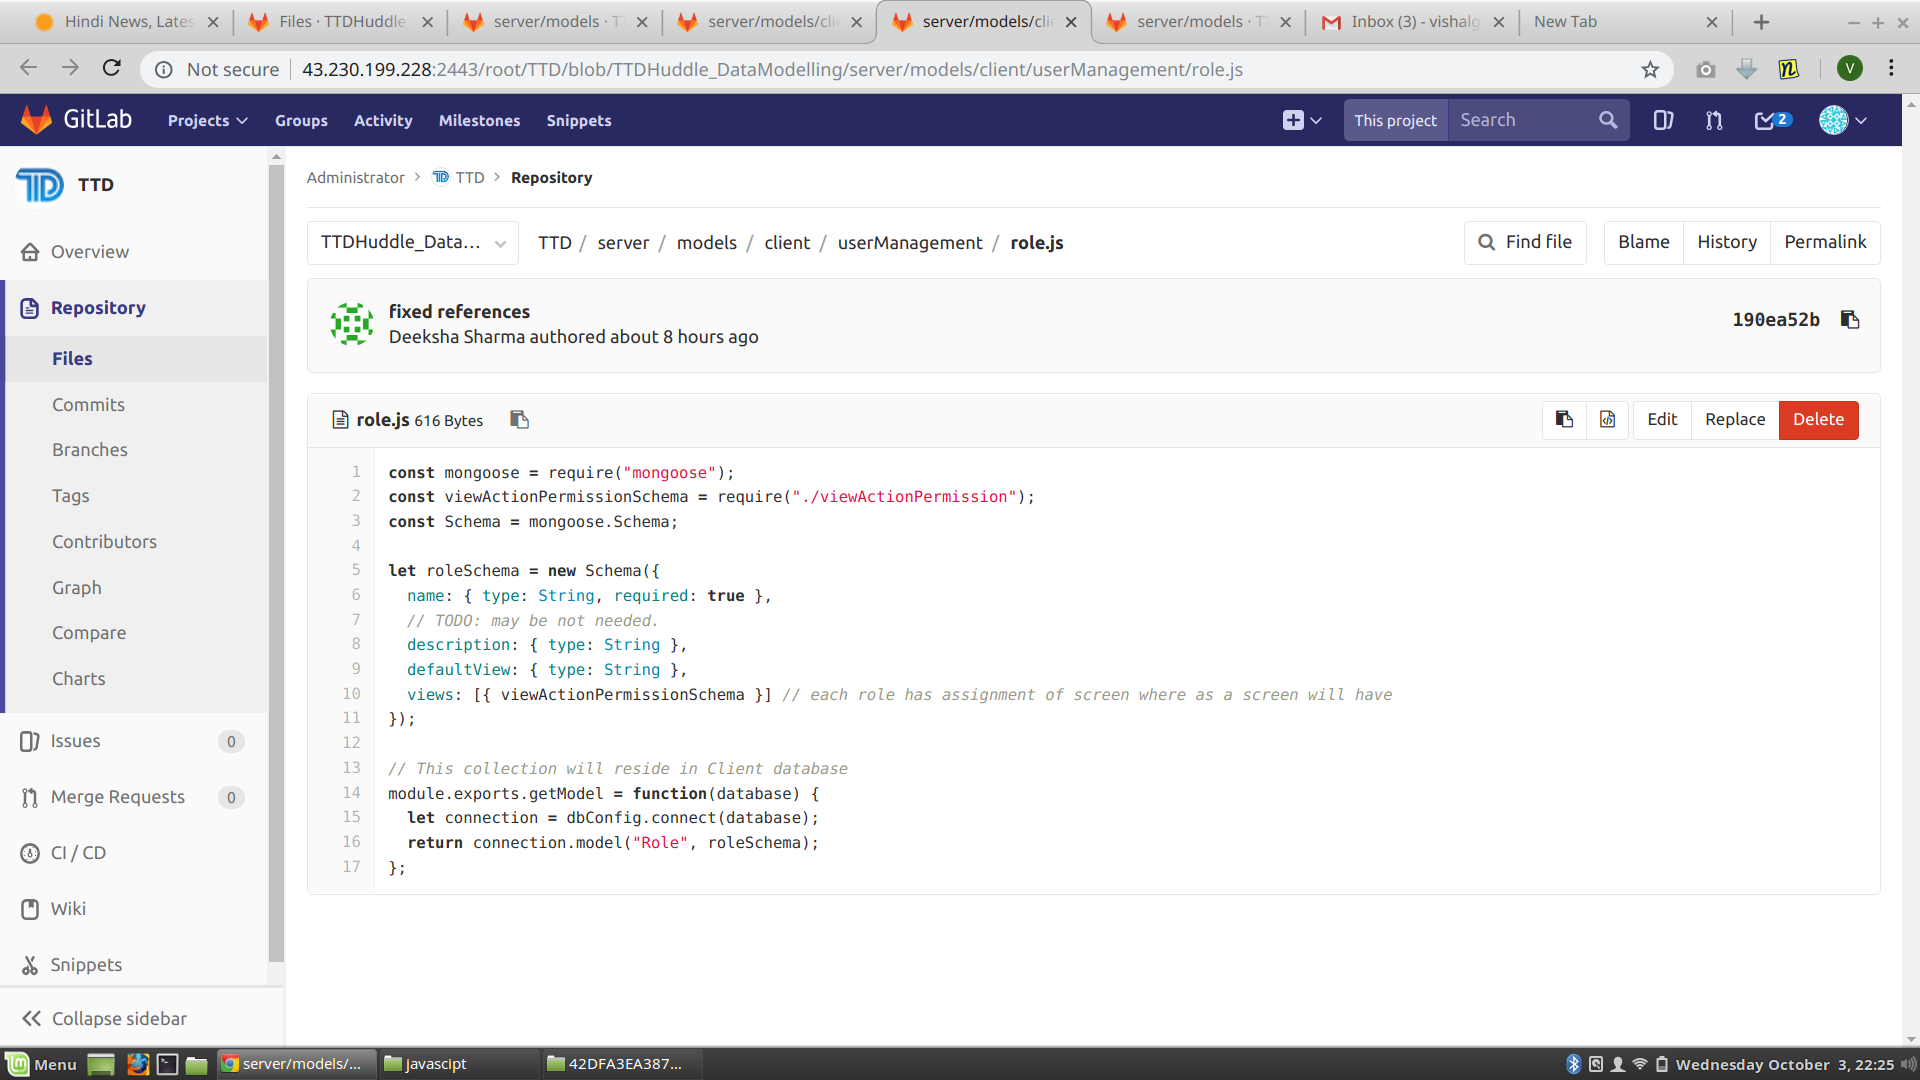 Hindi News, Lates
Files · TTDHuddle_
server/models · T
server/models/cli
server/models/cli
server/models · T
Inbox (3) - vishalg
New Tab
Not secure 43.230.199.228:2443/root/TTD/blob/TTDHuddle_DataModelling/server/models/client/userManagement/role.js
V
GitLab Projects Groups Activity Milestones Snippets This project Search 2
TTD
Overview
Repository
Files
Commits
Branches
Tags
Contributors
Graph
Compare
Charts
Issues 0
Merge Requests 0
CI / CD
Wiki
Snippets
Collapse sidebar
Administrator > TTD > Repository
TTDHuddle_Data... TTD / server / models / client / userManagement / role.js Find file Blame History Permalink
fixed references
Deeksha Sharma authored about 8 hours ago
190ea52b
role.js 616 Bytes Edit Replace Delete
1 const mongoose = require("mongoose");
2 const viewActionPermissionSchema = require("./viewActionPermission");
3 const Schema = mongoose.Schema;
4
5 let roleSchema = new Schema({
6 name: { type: String, required: true },
7 // TODO: may be not needed.
8 description: { type: String },
9 defaultView: { type: String },
10 views: [{ viewActionPermissionSchema }] // each role has assignment of screen where as a screen will have
11 });
12
13 // This collection will reside in Client database
14 module.exports.getModel = function(database) {
15 let connection = dbConfig.connect(database);
16 return connection.model("Role", roleSchema);
17 };
Menu server/models/... javascipt 42DFA3EA387... Wednesday October 3, 22:25